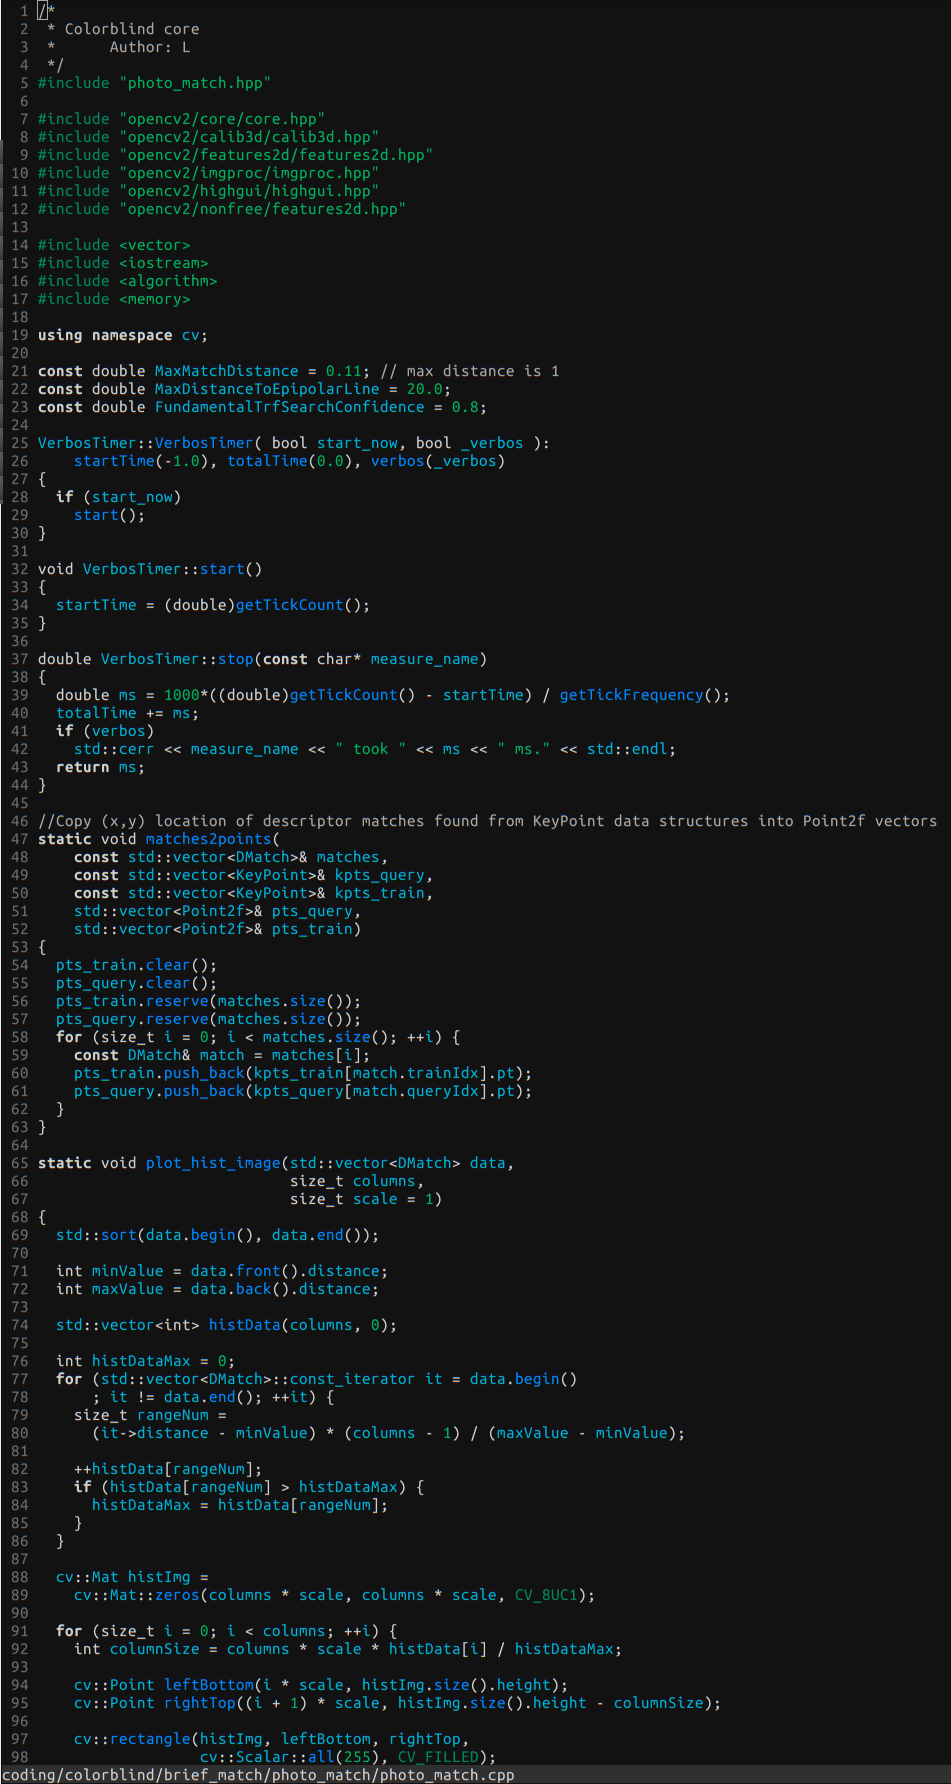 1 /*
2  * Colorblind core
3  *      Author: L
4  */
5 #include "photo_match.hpp"
6
7 #include "opencv2/core/core.hpp"
8 #include "opencv2/calib3d/calib3d.hpp"
9 #include "opencv2/features2d/features2d.hpp"
10 #include "opencv2/imgproc/imgproc.hpp"
11 #include "opencv2/highgui/highgui.hpp"
12 #include "opencv2/nonfree/features2d.hpp"
13
14 #include <vector>
15 #include <iostream>
16 #include <algorithm>
17 #include <memory>
18
19 using namespace cv;
20
21 const double MaxMatchDistance = 0.11; // max distance is 1
22 const double MaxDistanceToEpipolarLine = 20.0;
23 const double FundamentalTrfSearchConfidence = 0.8;
24
25 VerbosTimer::VerbosTimer( bool start_now, bool _verbos ):
26     startTime(-1.0), totalTime(0.0), verbos(_verbos)
27 {
28   if (start_now)
29     start();
30 }
31
32 void VerbosTimer::start()
33 {
34   startTime = (double)getTickCount();
35 }
36
37 double VerbosTimer::stop(const char* measure_name)
38 {
39   double ms = 1000*((double)getTickCount() - startTime) / getTickFrequency();
40   totalTime += ms;
41   if (verbos)
42     std::cerr << measure_name << " took " << ms << " ms." << std::endl;
43   return ms;
44 }
45
46 //Copy (x,y) location of descriptor matches found from KeyPoint data structures into Point2f vectors
47 static void matches2points(
48     const std::vector<DMatch>& matches,
49     const std::vector<KeyPoint>& kpts_query,
50     const std::vector<KeyPoint>& kpts_train,
51     std::vector<Point2f>& pts_query,
52     std::vector<Point2f>& pts_train)
53 {
54   pts_train.clear();
55   pts_query.clear();
56   pts_train.reserve(matches.size());
57   pts_query.reserve(matches.size());
58   for (size_t i = 0; i < matches.size(); ++i) {
59     const DMatch& match = matches[i];
60     pts_train.push_back(kpts_train[match.trainIdx].pt);
61     pts_query.push_back(kpts_query[match.queryIdx].pt);
62   }
63 }
64
65 static void plot_hist_image(std::vector<DMatch> data,
66                             size_t columns,
67                             size_t scale = 1)
68 {
69   std::sort(data.begin(), data.end());
70
71   int minValue = data.front().distance;
72   int maxValue = data.back().distance;
73
74   std::vector<int> histData(columns, 0);
75
76   int histDataMax = 0;
77   for (std::vector<DMatch>::const_iterator it = data.begin()
78       ; it != data.end(); ++it) {
79     size_t rangeNum =
80       (it->distance - minValue) * (columns - 1) / (maxValue - minValue);
81
82     ++histData[rangeNum];
83     if (histData[rangeNum] > histDataMax) {
84       histDataMax = histData[rangeNum];
85     }
86   }
87
88   cv::Mat histImg =
89     cv::Mat::zeros(columns * scale, columns * scale, CV_8UC1);
90
91   for (size_t i = 0; i < columns; ++i) {
92     int columnSize = columns * scale * histData[i] / histDataMax;
93
94     cv::Point leftBottom(i * scale, histImg.size().height);
95     cv::Point rightTop((i + 1) * scale, histImg.size().height - columnSize);
96
97     cv::rectangle(histImg, leftBottom, rightTop,
98                   cv::Scalar::all(255), CV_FILLED);
coding/colorblind/brief_match/photo_match/photo_match.cpp